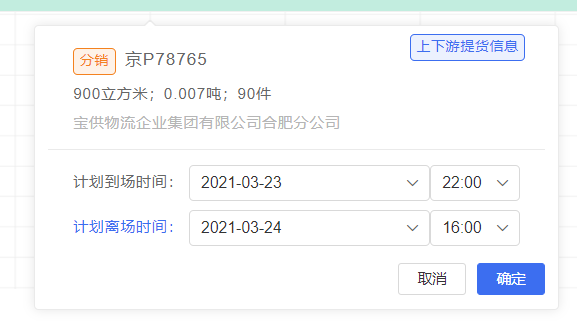 分销 京P78765 上下游提货信息
900立方米；0.007吨；90件
宝供物流企业集团有限公司合肥分公司
计划到场时间： 2021-03-23 22:00
计划离场时间： 2021-03-24 16:00
取消 确定